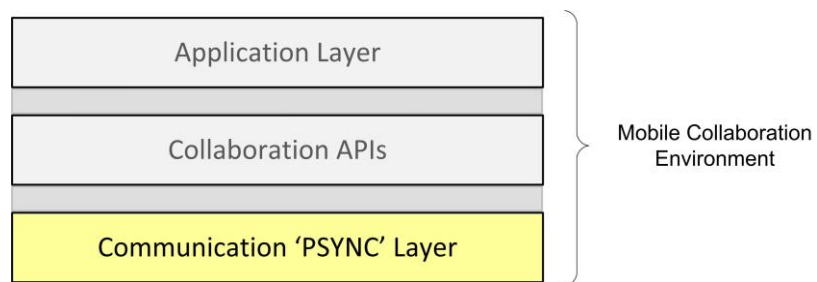 Application Layer
Collaboration APIs
Communication ‘PSYNC’ Layer
Mobile Collaboration
Environment